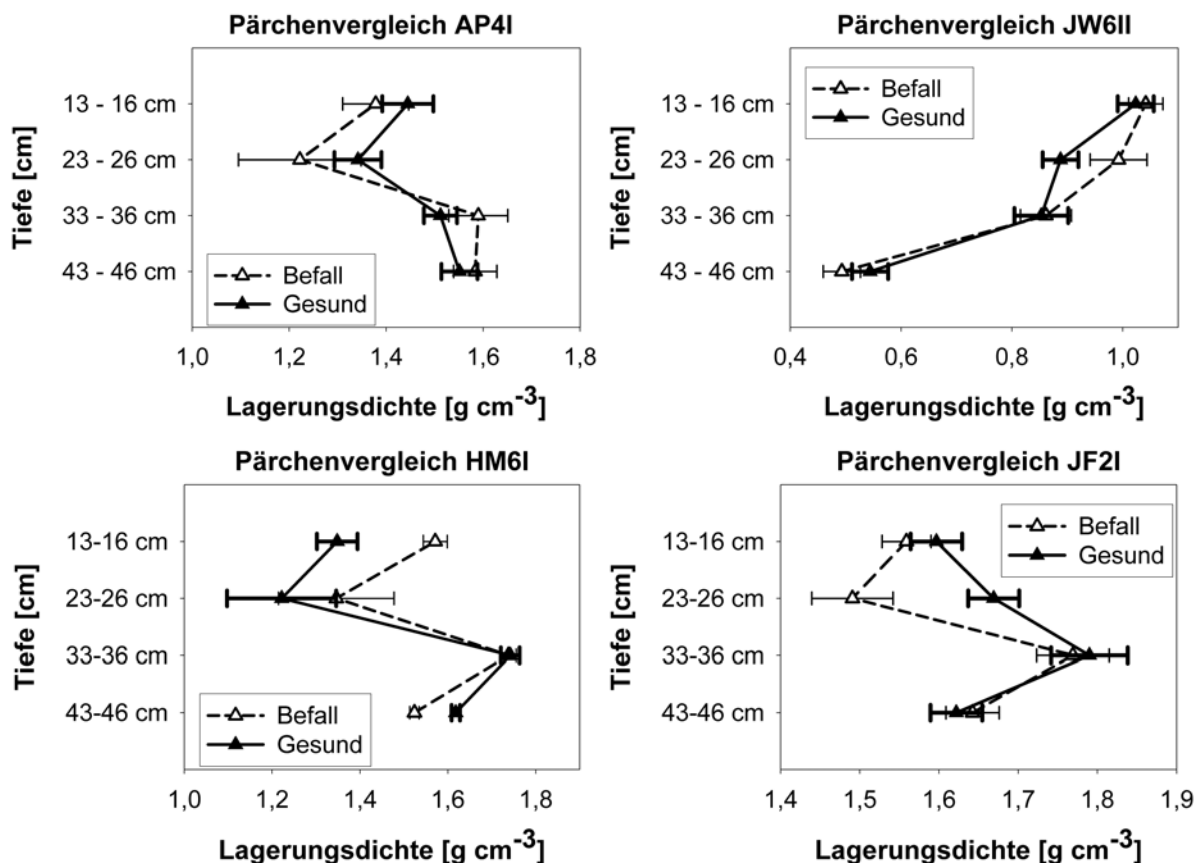 Pärchenvergleich AP4I
Tiefe [cm]
13 - 16 cm
23 - 26 cm
33 - 36 cm
43 - 46 cm
Befall
Gesund
1,0 1,2 1,4 1,6 1,8
Lagerungsdichte [g cm⁻³]
Pärchenvergleich JW6II
Tiefe [cm]
13 - 16 cm
23 - 26 cm
33 - 36 cm
43 - 46 cm
Befall
Gesund
0,4 0,6 0,8 1,0
Lagerungsdichte [g cm⁻³]
Pärchenvergleich HM6I
Tiefe [cm]
13-16 cm
23-26 cm
33-36 cm
43-46 cm
Befall
Gesund
1,0 1,2 1,4 1,6 1,8
Lagerungsdichte [g cm⁻³]
Pärchenvergleich JF2I
Tiefe [cm]
13-16 cm
23-26 cm
33-36 cm
43-46 cm
Befall
Gesund
1,4 1,5 1,6 1,7 1,8 1,9
Lagerungsdichte [g cm⁻³]